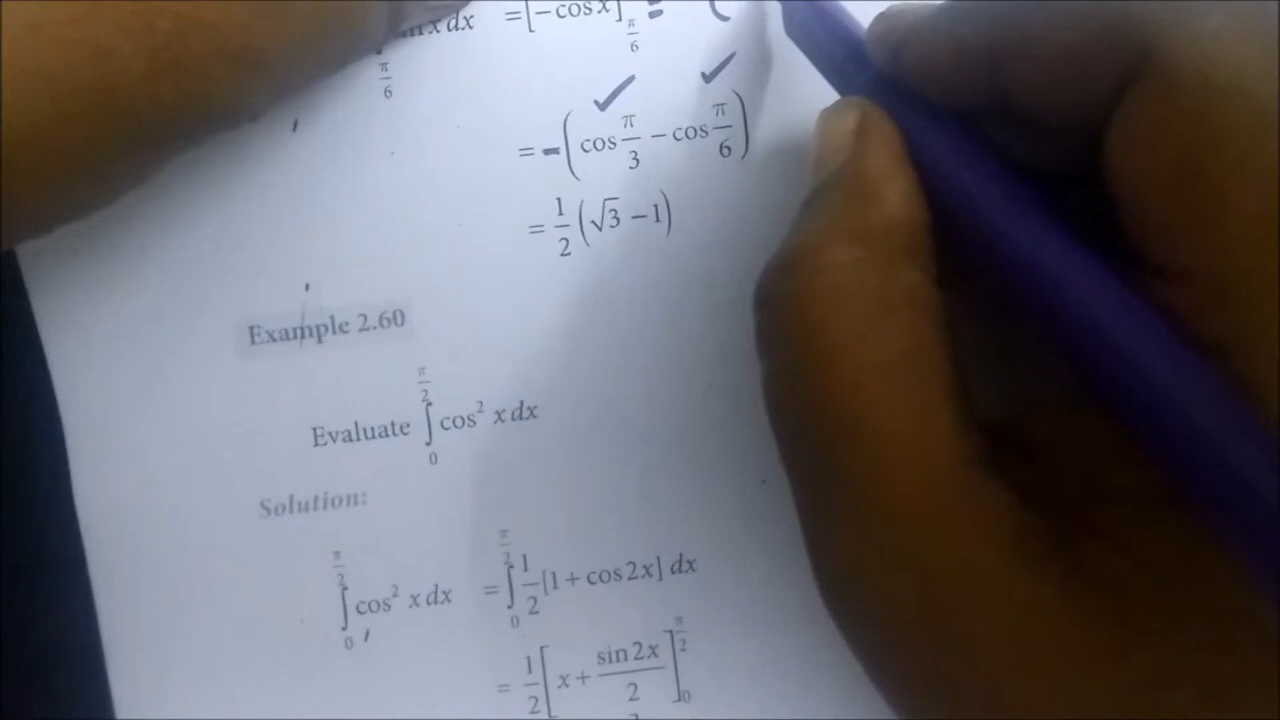 x dx = [-cos x] π/6 =
π/6
= -(cos π/3 - cos π/6)
= 1/2 (√3 - 1)
Example 2.60
Evaluate ∫₀^(π/2) cos² x dx
Solution:
∫₀^(π/2) cos² x dx = ∫₀^(π/2) 1/2 [1 + cos 2x] dx
= 1/2 [x + sin 2x/2]₀^(π/2)